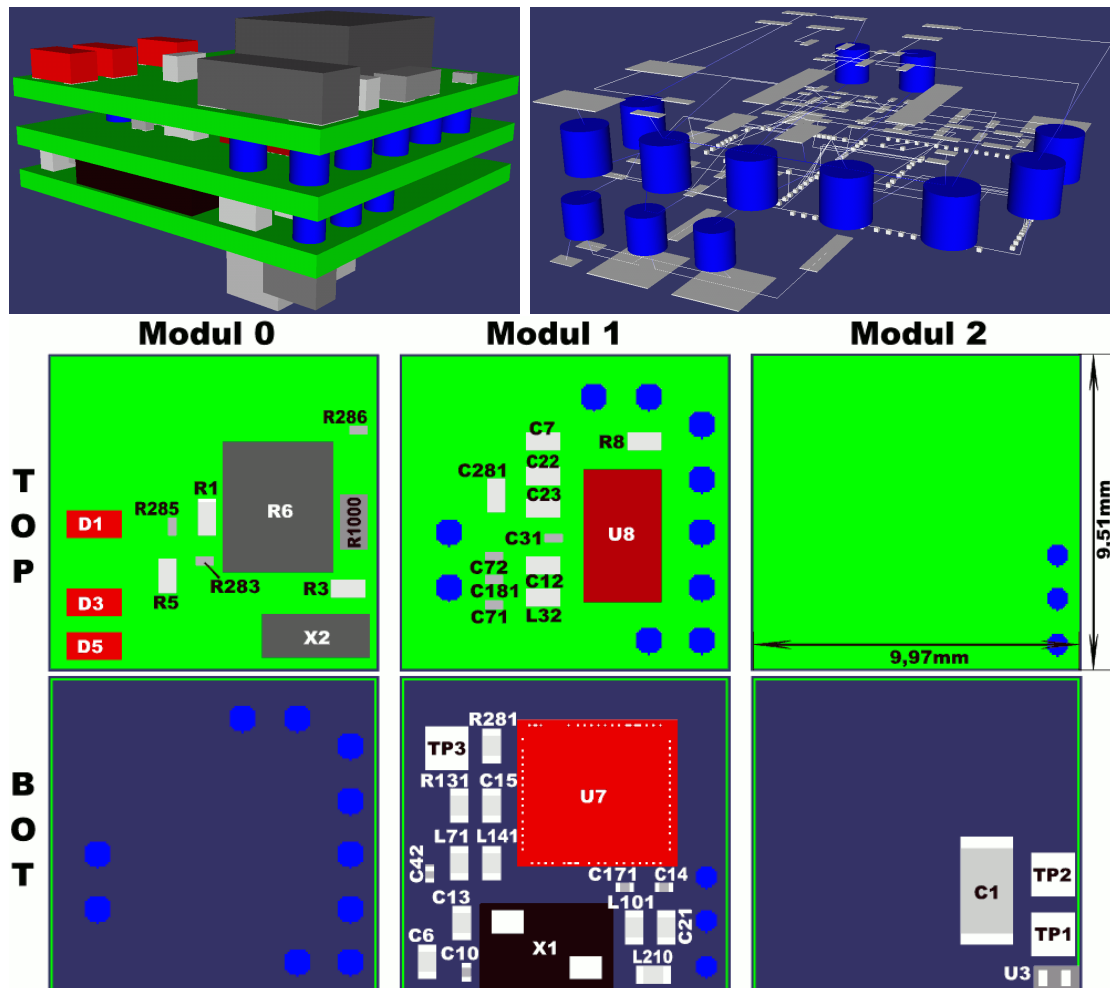 Modul 0 Modul 1 Modul 2
TOP
R286
R1
R285
R6
R1000
D1
R283
R5
R3
D3
X2
D5
C7
R8
C22
C281
C23
C31
U8
C72
C12
C181
C71
L32
9.51mm
9,97mm
BOT
R281
TP3
R131
C15
U7
L71
L141
C42
C171
C14
C13
L101
C21
C6
X1
C10
L210
C1
TP2
TP1
U3